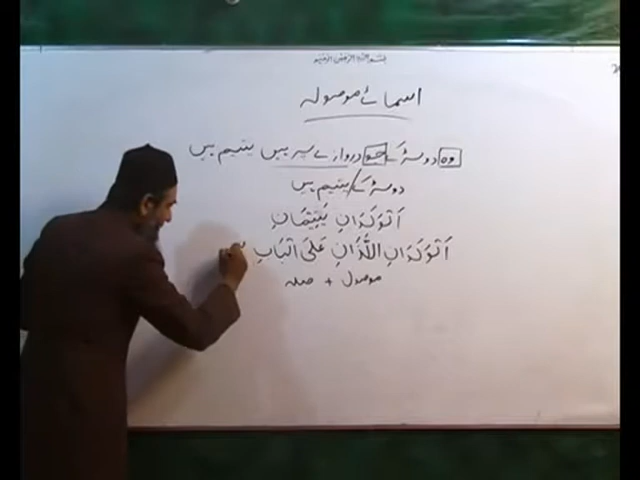 بسم اللہ الرحمن الرحیم
اسمائے موصولہ
وہ دو لڑکے جو دروازے پر ہیں یتیم ہیں
دو لڑکے یتیم ہیں
اَلْوَلَدَانِ یَتِیْمَانِ
اَلْوَلَدَانِ اللَّذَانِ عَلَى الْبَابِ
موصول + صلہ